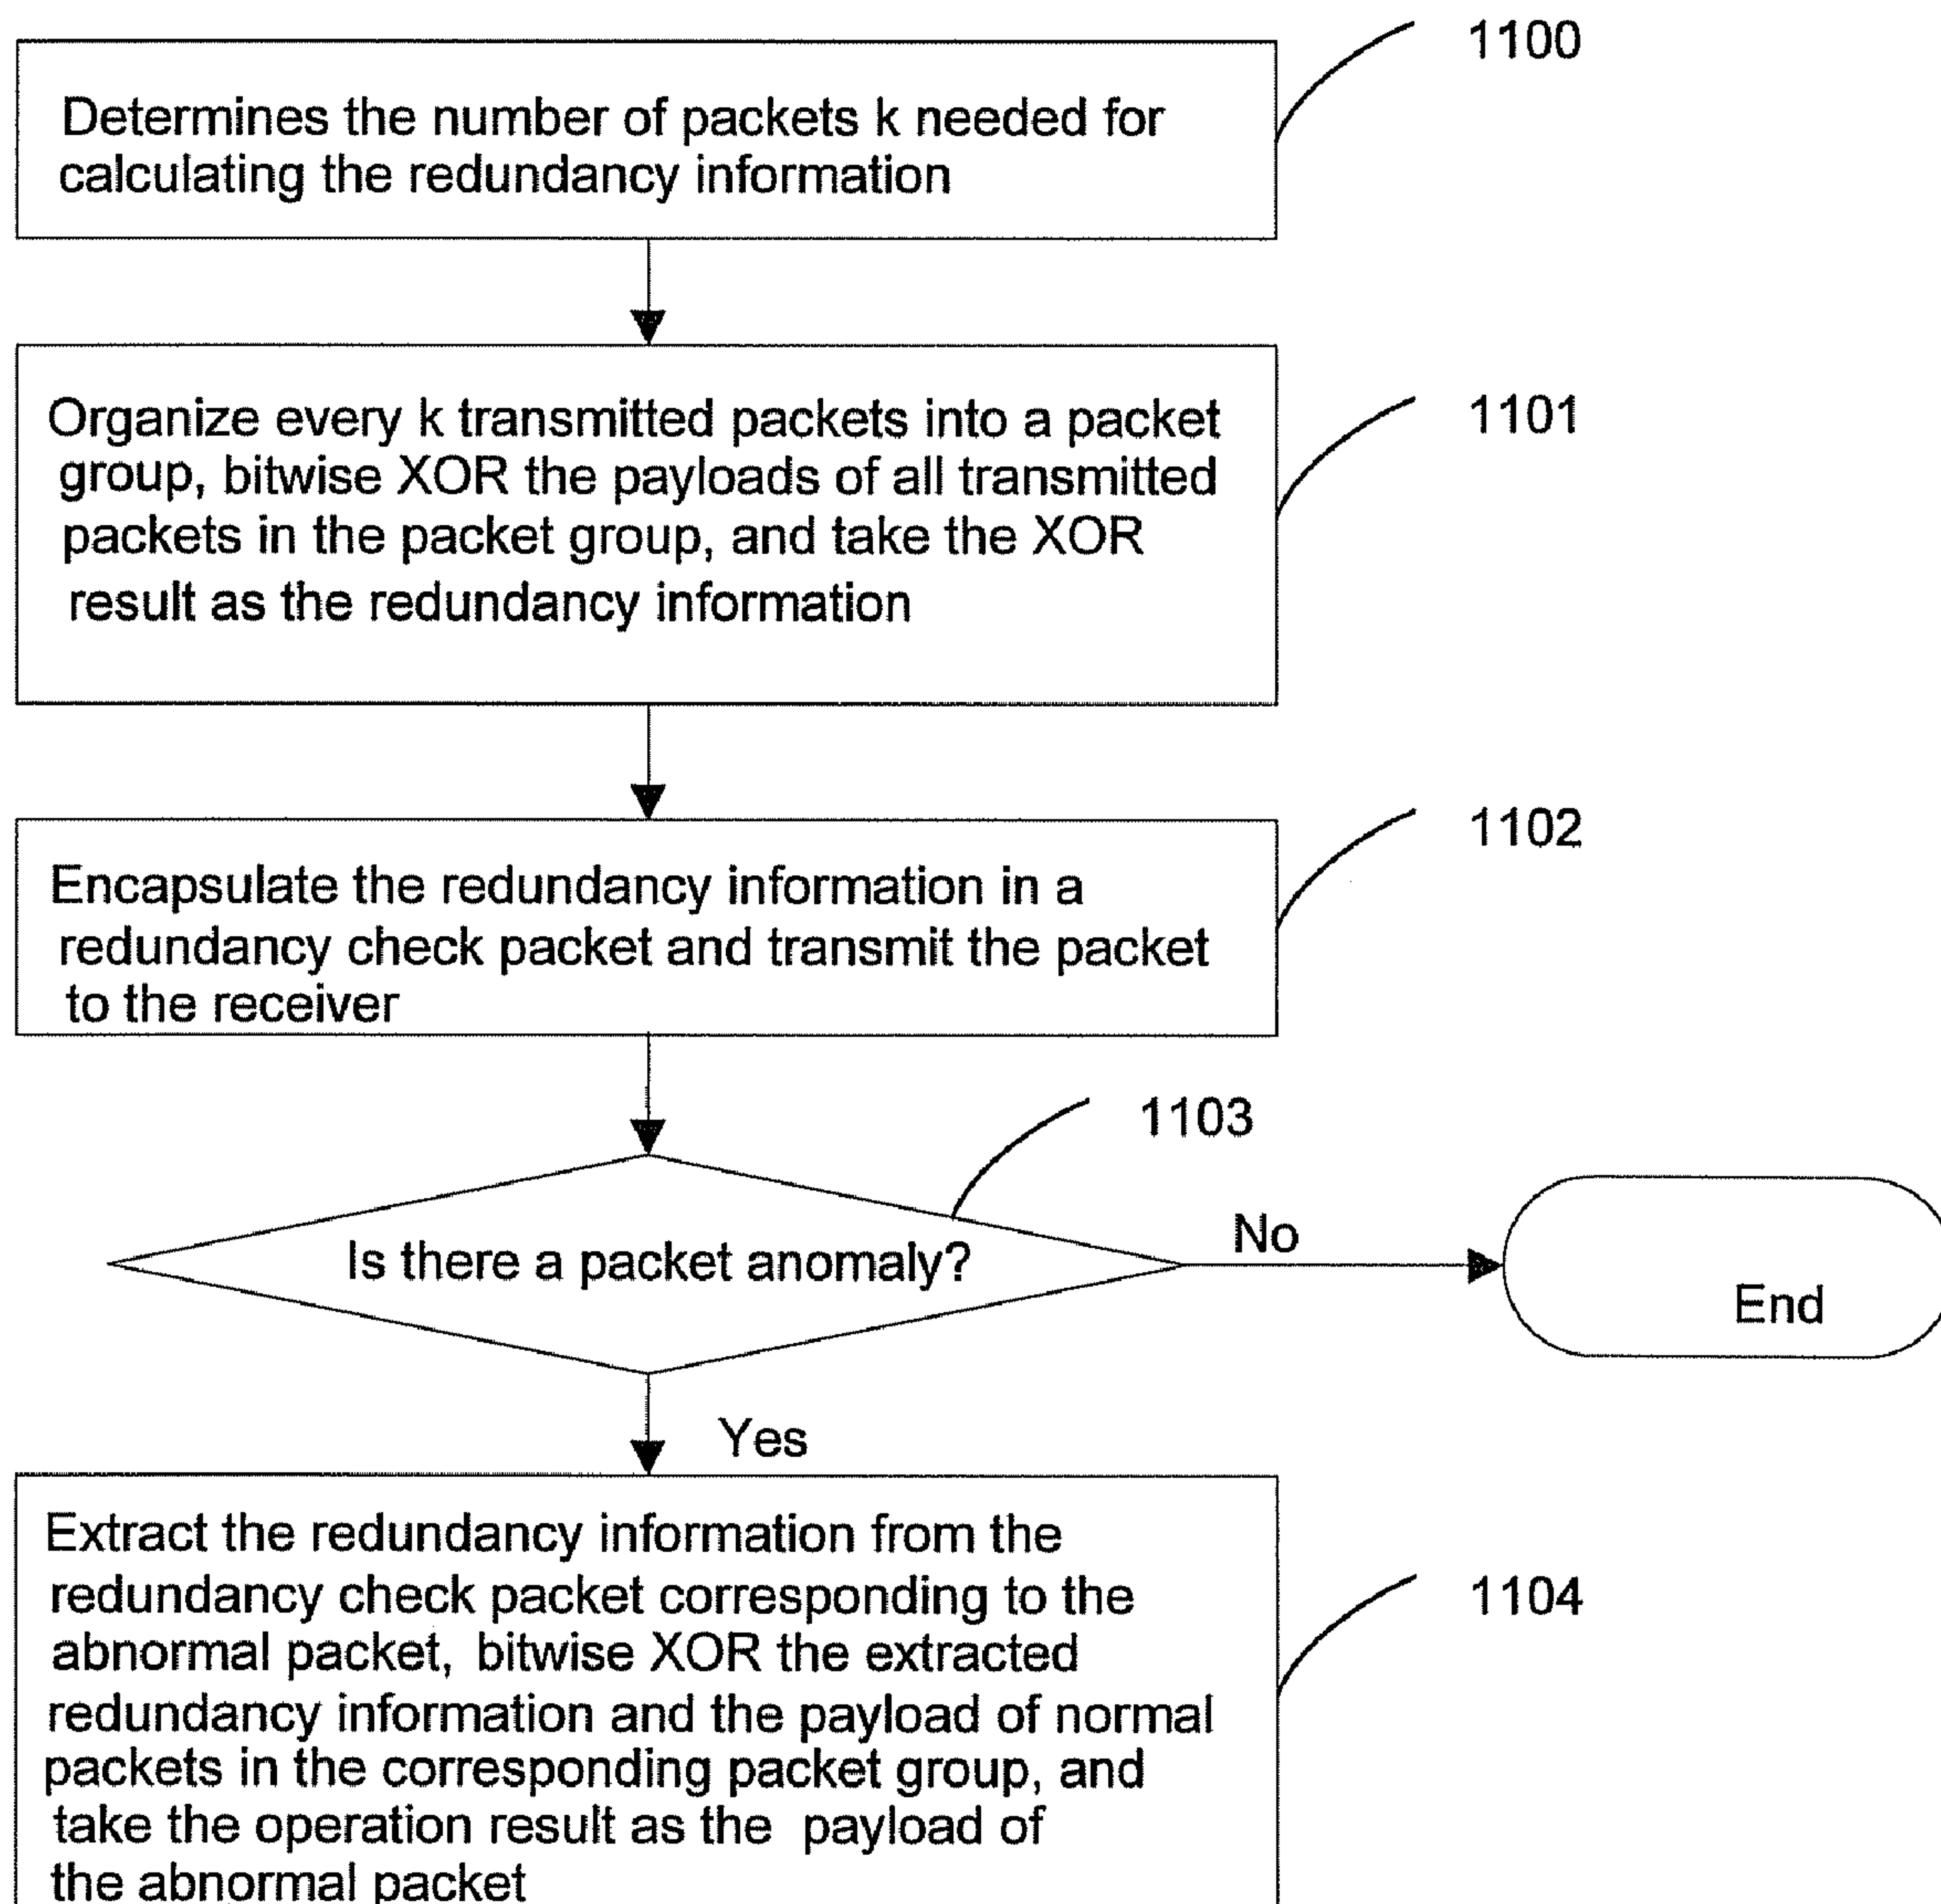 1100
Determines the number of packets k needed for
calculating the redundancy information
1101
Organize every k transmitted packets into a packet
group, bitwise XOR the payloads of all transmitted
packets in the packet group, and take the XOR
result as the redundancy information
1102
Encapsulate the redundancy information in a
redundancy check packet and transmit the packet
to the receiver
1103
Is there a packet anomaly?
No
End
Yes
Extract the redundancy information from the
redundancy check packet corresponding to the
1104
abnormal packet, bitwise XOR the extracted
redundancy information and the payload of normal
packets in the corresponding packet group, and
take the operation result as the payload of
the abnormal packet